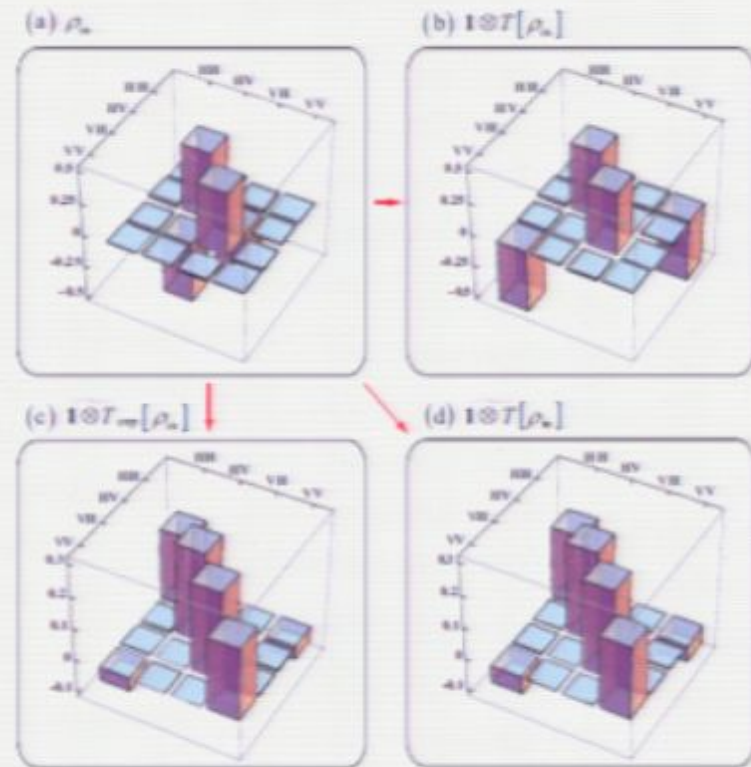 (a) ρ_in
(b) 1⊗T[ρ_in]
HH HV VH VV
HH
HV
VH
VV
0.5
0.25
0
-0.25
-0.5
HH HV VH VV
HH
HV
VH
VV
0.5
0.25
0
-0.25
-0.5
(c) 1⊗T_exp[ρ_in]
(d) 1⊗T[ρ_in]
HH HV VH VV
HH
HV
VH
VV
0.3
0.2
0.1
0
-0.1
HH HV VH VV
HH
HV
VH
VV
0.3
0.2
0.1
0
-0.1